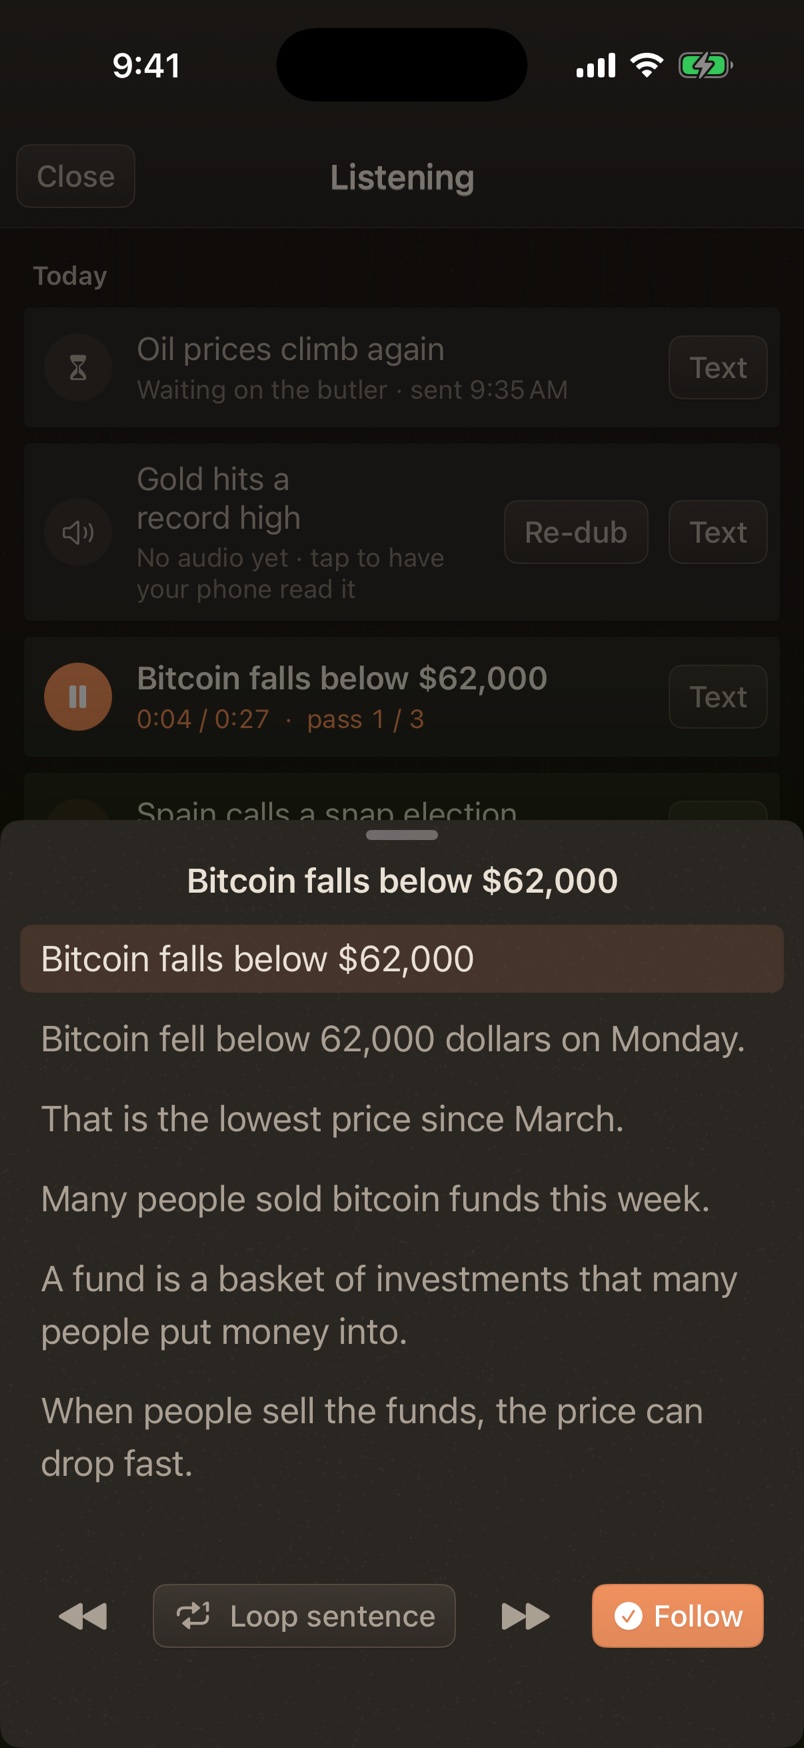 9:41
Close
Listening
Today
Oil prices climb again
Waiting on the butler · sent 9:35 AM
Text
Gold hits a
record high
No audio yet · tap to have
your phone read it
Re-dub
Text
Bitcoin falls below $62,000
0:04 / 0:27 · pass 1 / 3
Text
Spain calls a snap election
Bitcoin falls below $62,000
Bitcoin falls below $62,000
Bitcoin fell below 62,000 dollars on Monday.
That is the lowest price since March.
Many people sold bitcoin funds this week.
A fund is a basket of investments that many
people put money into.
When people sell the funds, the price can
drop fast.
Loop sentence
Follow